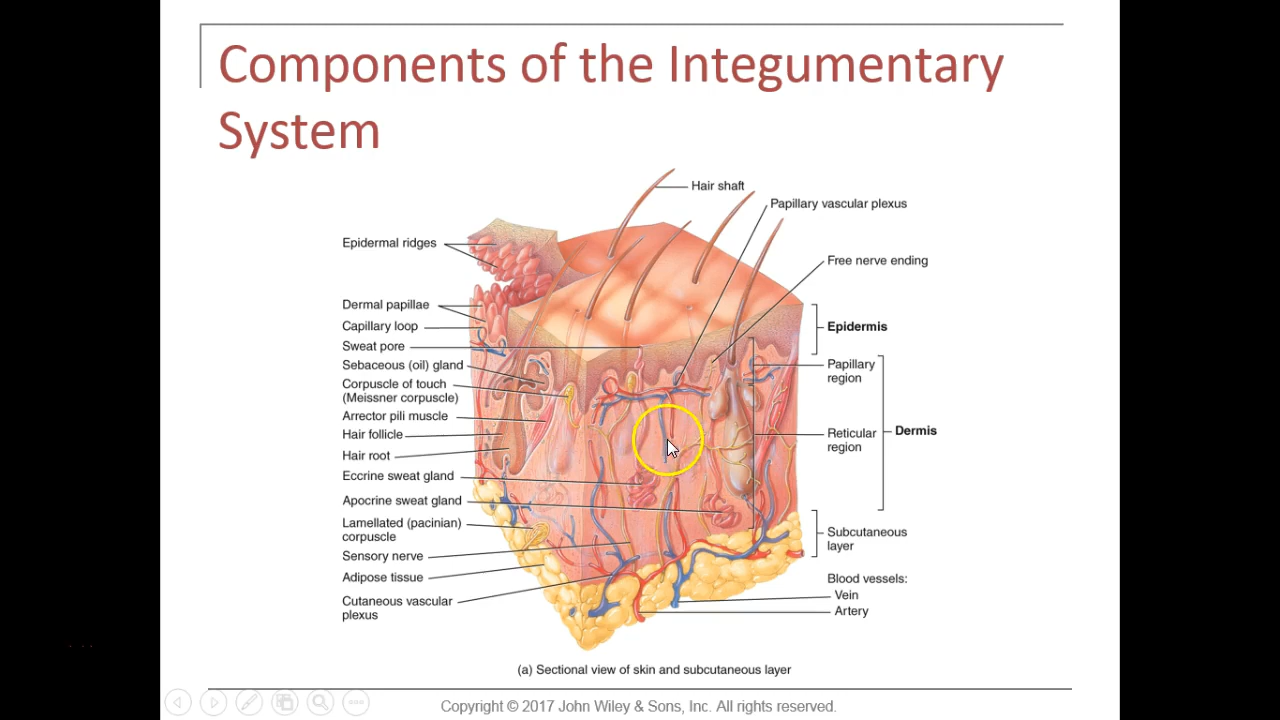 Components of the Integumentary
System
Hair shaft
Papillary vascular plexus
Epidermal ridges
Free nerve ending
Dermal papillae
Capillary loop
Epidermis
Sweat pore
Sebaceous (oil) gland
Papillary
region
Corpuscle of touch
(Meissner corpuscle)
Arrector pili muscle
Hair follicle
Reticular
region
Dermis
Hair root
Eccrine sweat gland
Apocrine sweat gland
Lamellated (pacinian)
corpuscle
Subcutaneous
layer
Sensory nerve
Adipose tissue
Blood vessels:
Vein
Cutaneous vascular
plexus
Artery
(a) Sectional view of skin and subcutaneous layer
Copyright © 2017 John Wiley & Sons, Inc. All rights reserved.